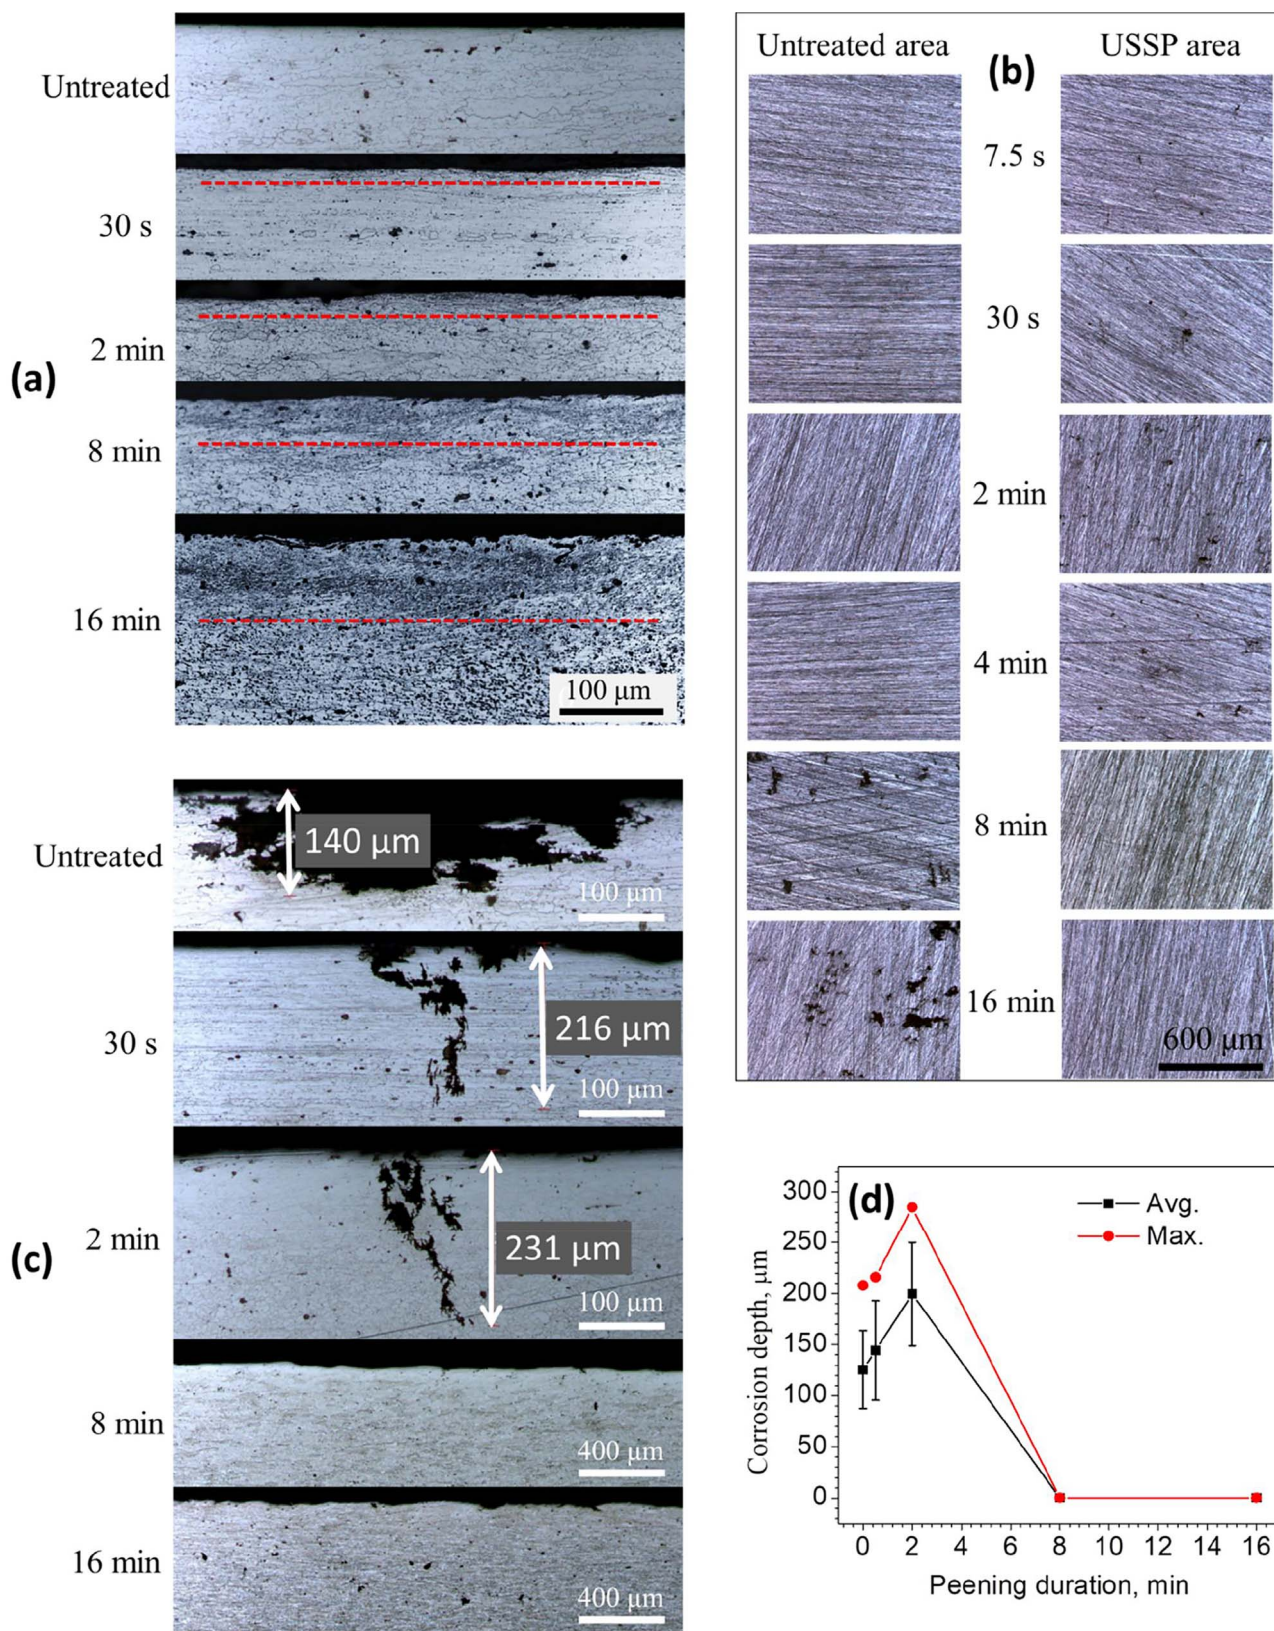 (a)
Untreated
30 s
2 min
8 min
16 min
100 μm
(b)
Untreated area
USSP area
7.5 s
30 s
2 min
4 min
8 min
16 min
600 μm
(c)
Untreated
140 μm
100 μm
30 s
216 μm
100 μm
2 min
231 μm
100 μm
8 min
400 μm
16 min
400 μm
(d)
Avg.
Max.
Corrosion depth, μm
300
250
200
150
100
50
0
0 2 4 6 8 10 12 14 16
Peening duration, min